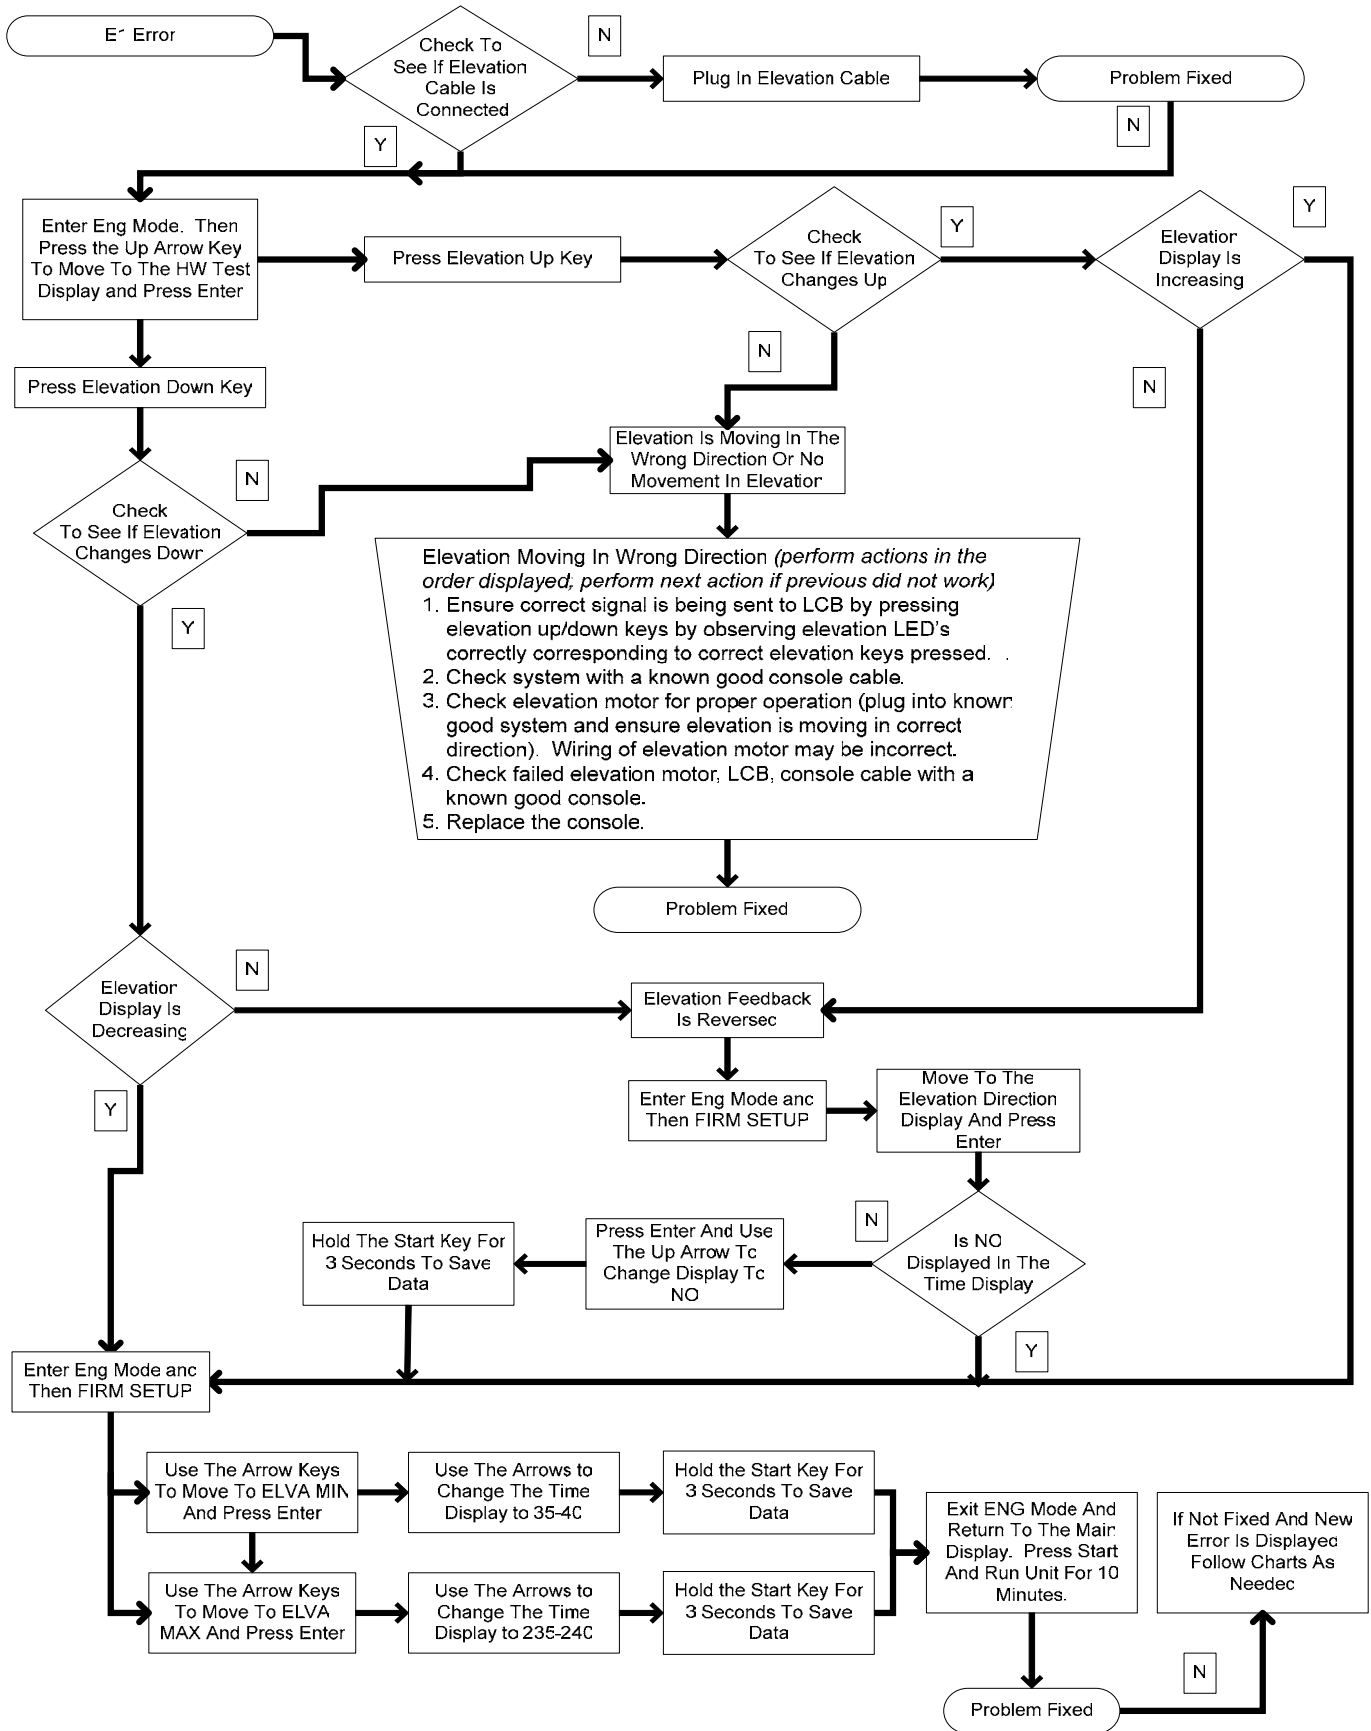 E1 Error
Check To
See If Elevation
Cable Is
Connected
N
Plug In Elevation Cable
Problem Fixed
N
Y
Enter Eng Mode. Then
Press the Up Arrow Key
To Move To The HW Test
Display and Press Enter
Press Elevation Up Key
Check
To See If Elevation
Changes Up
Y
Elevation
Display Is
Increasing
Y
N
N
Press Elevation Down Key
Check
To See If Elevation
Changes Down
N
Y
Elevation Is Moving In The
Wrong Direction Or No
Movement In Elevation
Elevation Moving In Wrong Direction (perform actions in the
order displayed; perform next action if previous did not work)
1. Ensure correct signal is being sent to LCB by pressing
elevation up/down keys by observing elevation LED's
correctly corresponding to correct elevation keys pressed. .
2. Check system with a known good console cable.
3. Check elevation motor for proper operation (plug into known
good system and ensure elevation is moving in correct
direction). Wiring of elevation motor may be incorrect.
4. Check failed elevation motor, LCB, console cable with a
known good console.
5. Replace the console.
Problem Fixed
Elevation
Display Is
Decreasing
N
Y
Elevation Feedback
Is Reversed
Enter Eng Mode and
Then FIRM SETUP
Move To The
Elevation Direction
Display And Press
Enter
Is NO
Displayed In The
Time Display
N
Y
Press Enter And Use
The Up Arrow To
Change Display To
NO
Hold The Start Key For
3 Seconds To Save
Data
Enter Eng Mode and
Then FIRM SETUP
Use The Arrow Keys
To Move To ELVA MIN
And Press Enter
Use The Arrows to
Change The Time
Display to 35-40
Hold the Start Key For
3 Seconds To Save
Data
Use The Arrow Keys
To Move To ELVA
MAX And Press Enter
Use The Arrows to
Change The Time
Display to 235-240
Hold the Start Key For
3 Seconds To Save
Data
Exit ENG Mode And
Return To The Main
Display. Press Start
And Run Unit For 10
Minutes.
If Not Fixed And New
Error Is Displayed
Follow Charts As
Needed
N
Problem Fixed